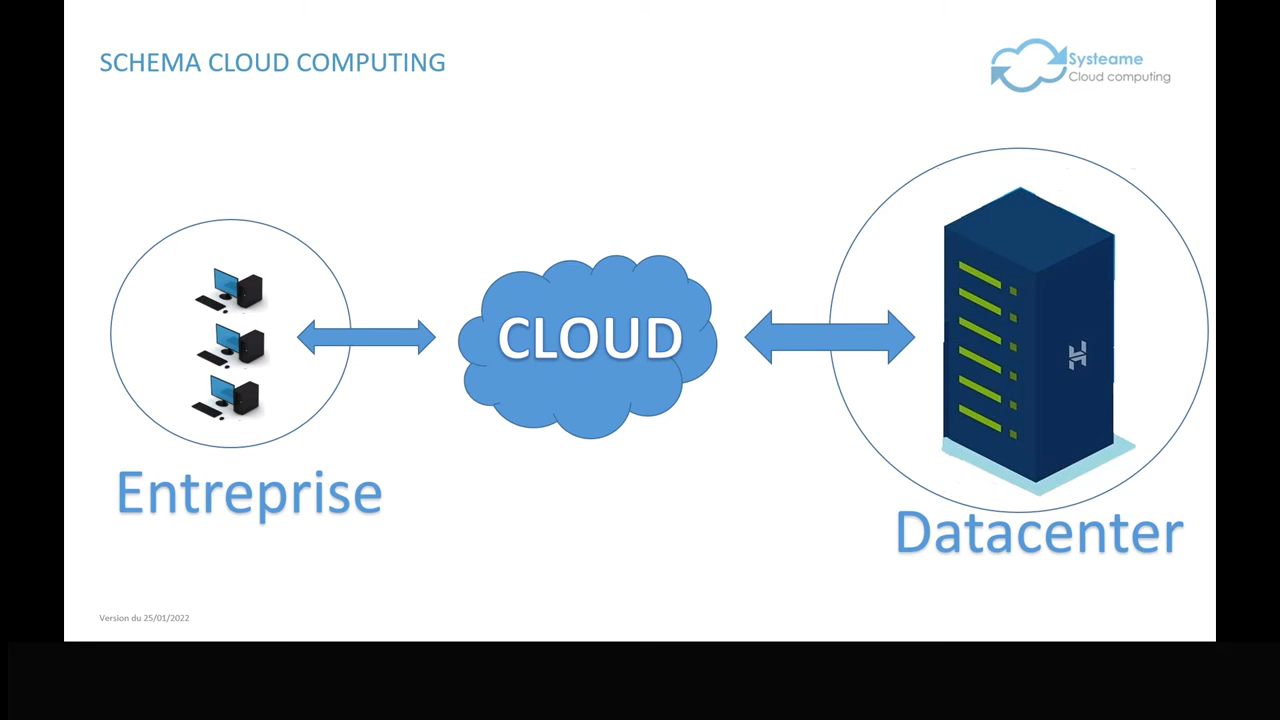 SCHEMA CLOUD COMPUTING
Systeame
Cloud computing
CLOUD
Entreprise
Datacenter
Version du 25/01/2022